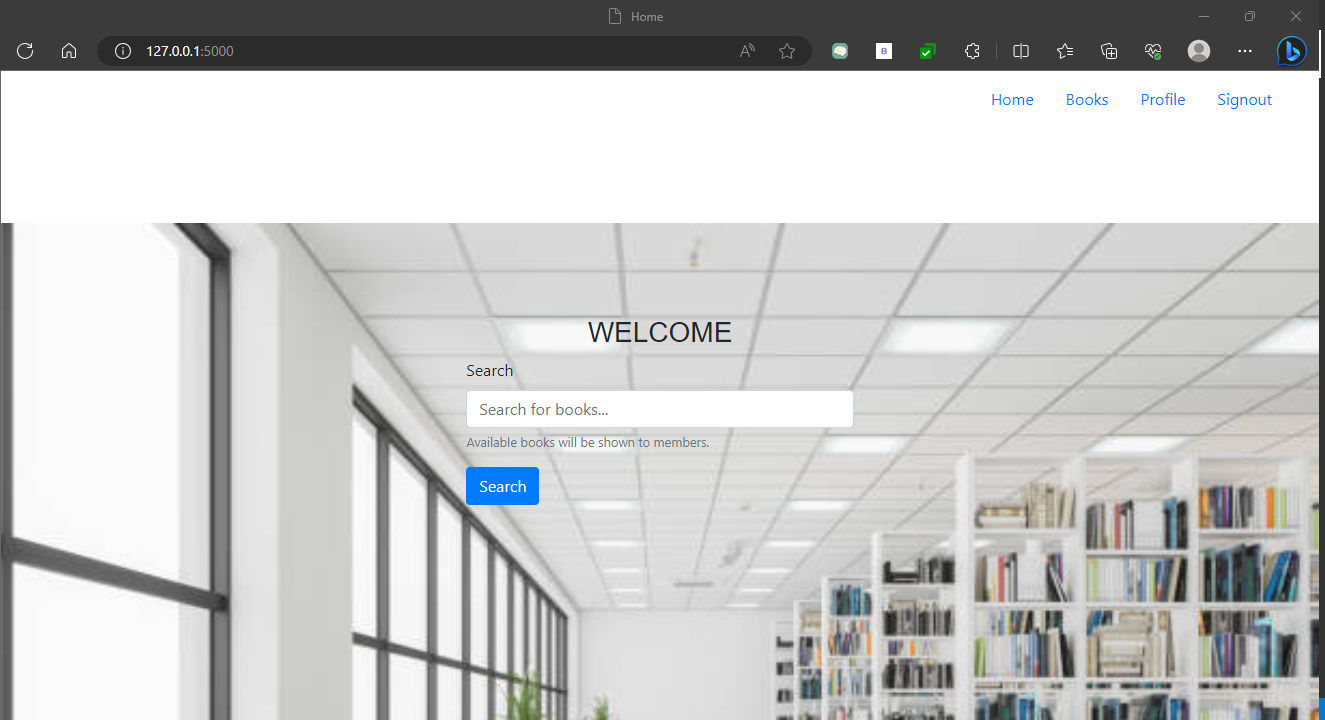 Home
127.0.0.1:5000
B
Home Books Profile Signout
WELCOME
Search
Search for books...
Available books will be shown to members.
Search